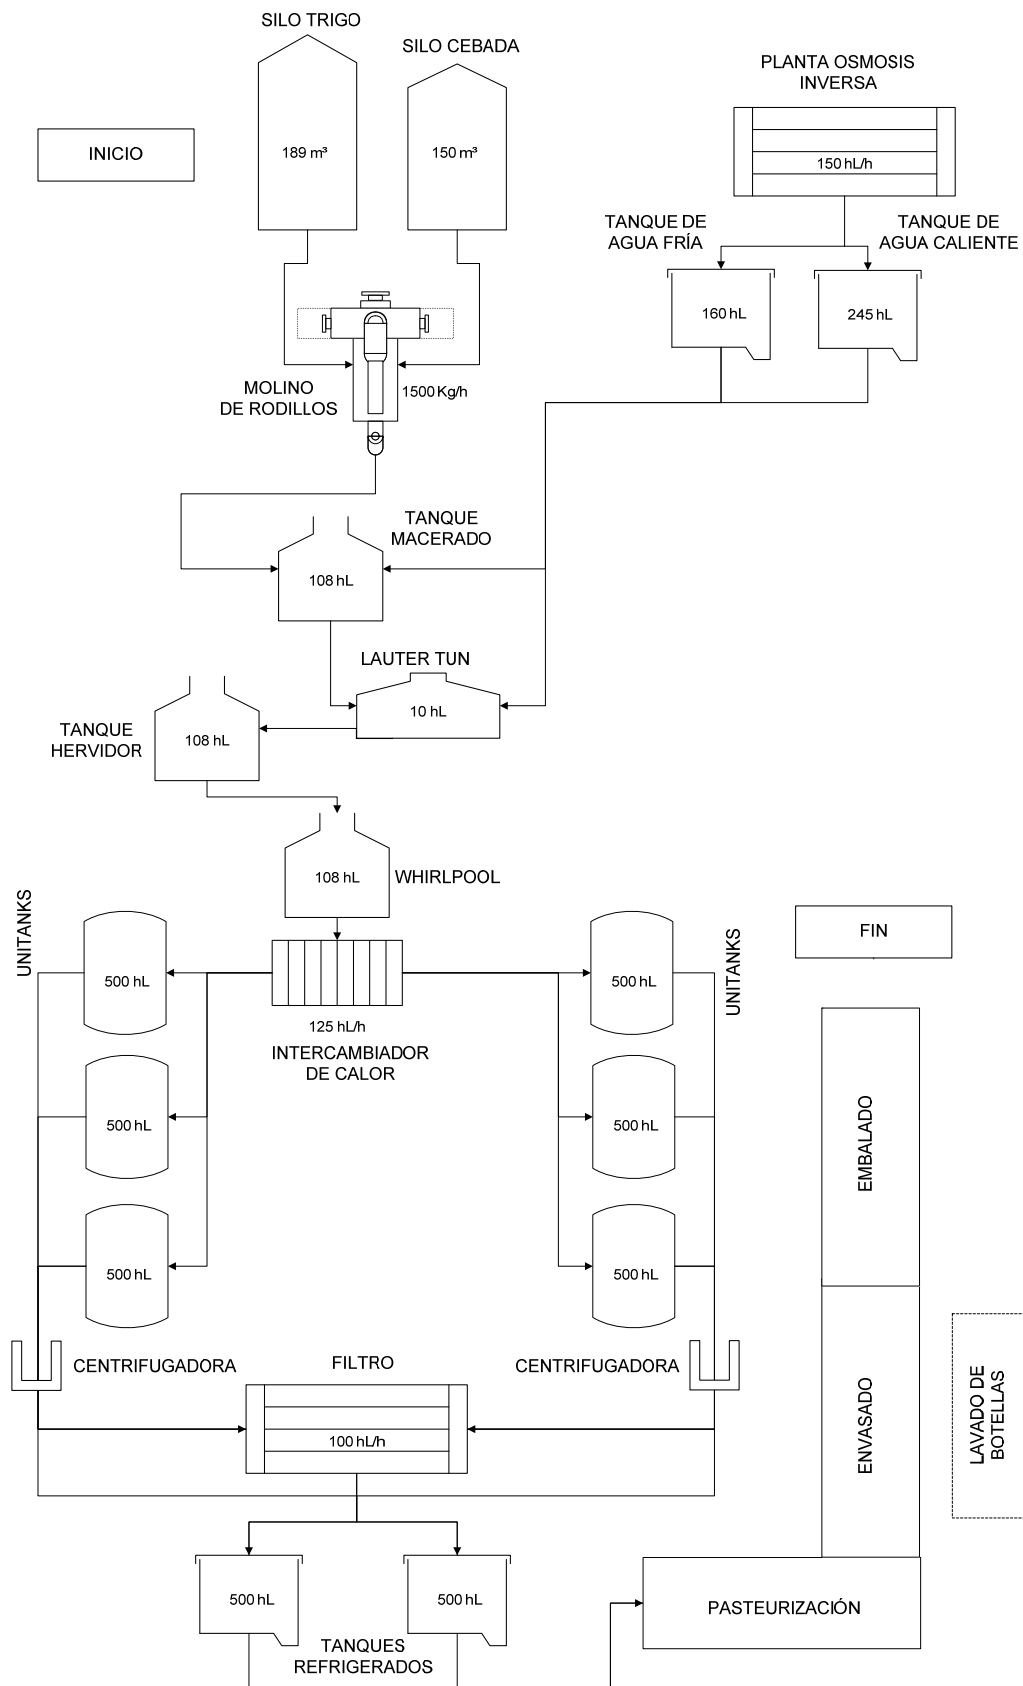 SILO TRIGO
SILO CEBADA
PLANTA OSMOSIS
INVERSA
INICIO
189 m³
150 m³
150 hL/h
TANQUE DE
AGUA FRÍA
TANQUE DE
AGUA CALIENTE
160 hL
245 hL
MOLINO
DE RODILLOS
1500 Kg/h
TANQUE
MACERADO
108 hL
LAUTER TUN
10 hL
TANQUE
HERVIDOR
108 hL
108 hL
WHIRLPOOL
UNITANKS
500 hL
500 hL
UNITANKS
FIN
125 hL/h
INTERCAMBIADOR
DE CALOR
500 hL
500 hL
EMBALADO
500 hL
500 hL
CENTRIFUGADORA
FILTRO
CENTRIFUGADORA
100 hL/h
ENVASADO
LAVADO DE
BOTELLAS
500 hL
500 hL
TANQUES
REFRIGERADOS
PASTEURIZACIÓN